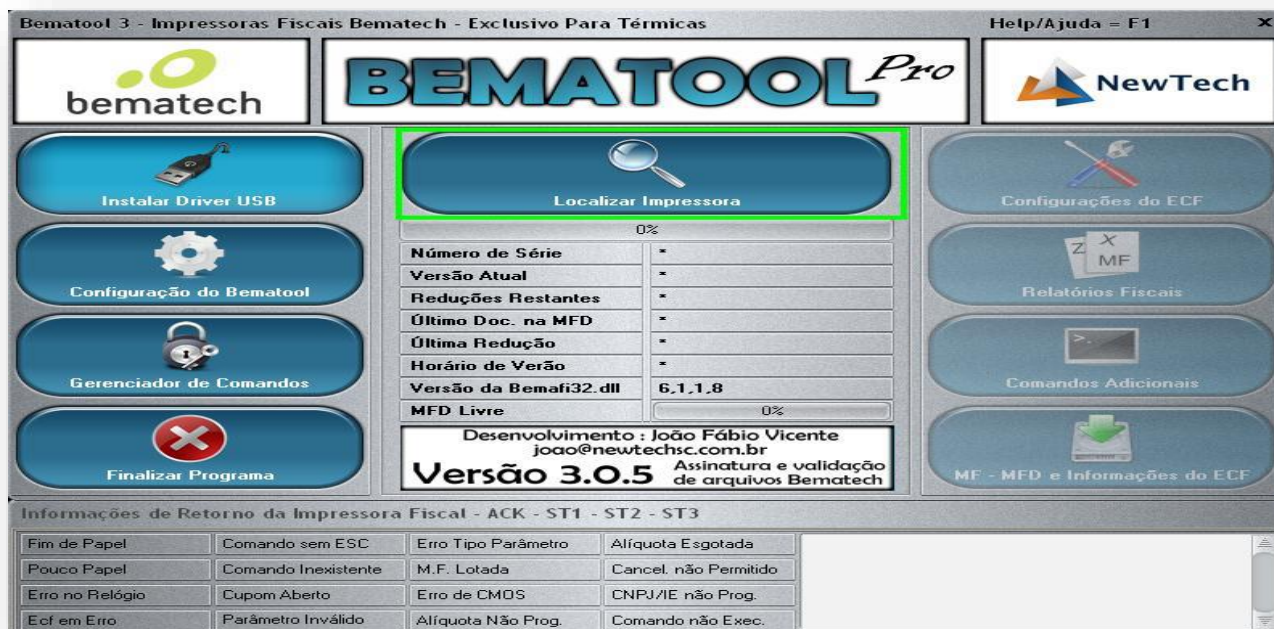 Bematool 3 - Impressoras Fiscais Bematech - Exclusivo Para Térmicas Help/Ajuda = F1 x
bematech
BEMATOOL Pro
NewTech
Instalar Driver USB
Configuração do Bematool
Gerenciador de Comandos
Finalizar Programa
Localizar Impressora
0%
Número de Série *
Versão Atual *
Reduções Restantes *
Último Doc. na MFD *
Última Redução *
Horário de Verão *
Versão da Bemafi32.dll 6,1,1,8
MFD Livre 0%
Desenvolvimento : João Fábio Vicente
joao@newtechsc.com.br
Versão 3.0.5 Assinatura e validação
de arquivos Bematech
Configurações do ECF
Z X MF
Relatórios Fiscais
>.
Comandos Adicionais
MF - MFD e Informações do ECF
Informações de Retorno da Impressora Fiscal - ACK - ST1 - ST2 - ST3
Fim de Papel Comando sem ESC Erro Tipo Parâmetro Alíquota Esgotada
Pouco Papel Comando Inexistente M.F. Lotada Cancel. não Permitido
Erro no Relógio Cupom Aberto Erro de CMOS CNPJ/IE não Prog.
Ecf em Erro Parâmetro Inválido Alíquota Não Prog. Comando não Exec.